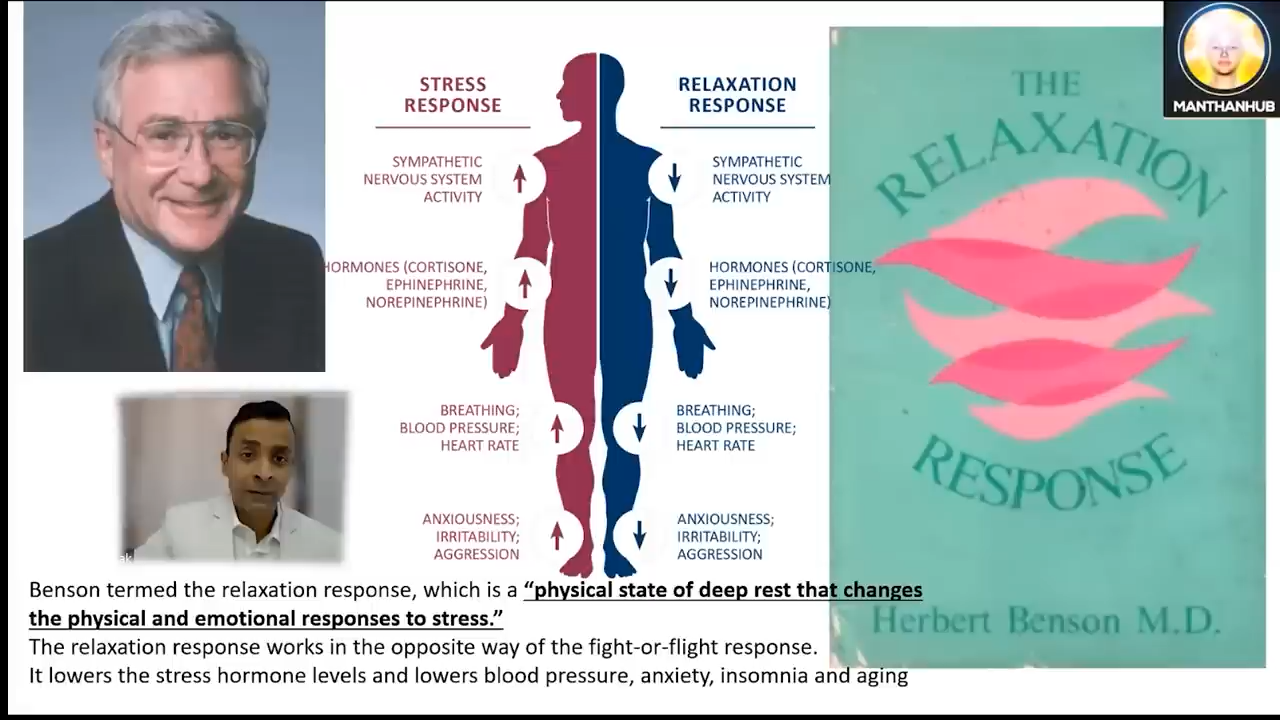 MANTHANHUB
STRESS
RESPONSE
SYMPATHETIC
NERVOUS SYSTEM
ACTIVITY
HORMONES (CORTISONE,
EPHINEPHRINE,
NOREPINEPHRINE)
BREATHING;
BLOOD PRESSURE;
HEART RATE
ANXIOUSNESS;
IRRITABILITY;
AGGRESSION
RELAXATION
RESPONSE
SYMPATHETIC
NERVOUS SYSTEM
ACTIVITY
HORMONES (CORTISONE,
EPHINEPHRINE,
NOREPINEPHRINE)
BREATHING;
BLOOD PRESSURE;
HEART RATE
ANXIOUSNESS;
IRRITABILITY;
AGGRESSION
THE
RELAXATION
RESPONSE
Herbert Benson M.D.
Benson termed the relaxation response, which is a “physical state of deep rest that changes
the physical and emotional responses to stress.”
The relaxation response works in the opposite way of the fight-or-flight response.
It lowers the stress hormone levels and lowers blood pressure, anxiety, insomnia and aging